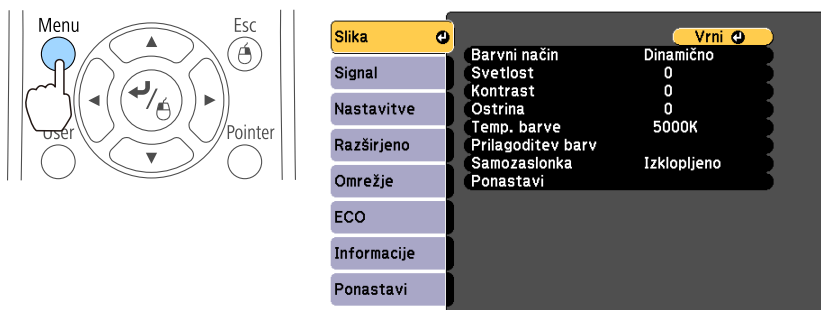 Menu
Esc
User
Pointer
Slika
Signal
Nastavitve
Razširjeno
Omrežje
ECO
Informacije
Ponastavi
Vrni
Barvni način Dinamično
Svetlost 0
Kontrast 0
Ostrina 0
Temp. barve 5000K
Prilagoditev barv
Samozaslonka Izklopljeno
Ponastavi